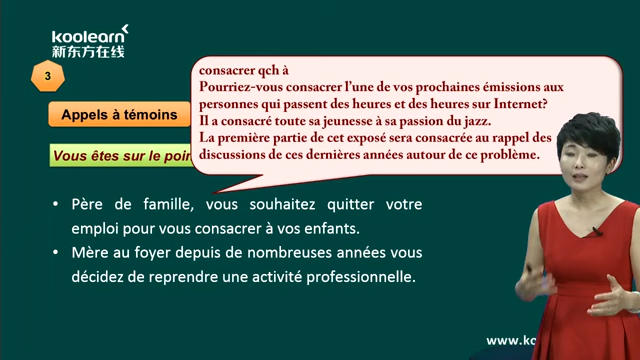 koolearn
新东方在线
3
consacrer qch à
Pourriez-vous consacrer l'une de vos prochaines émissions aux
personnes qui passent des heures et des heures sur Internet?
Il a consacré toute sa jeunesse à sa passion du jazz.
La première partie de cet exposé sera consacrée au rappel des
discussions de ces dernières années autour de ce problème.
Appels à témoins
Vous êtes sur le poin
• Père de famille, vous souhaitez quitter votre
emploi pour vous consacrer à vos enfants.
• Mère au foyer depuis de nombreuses années vous
décidez de reprendre une activité professionnelle.
www.ko